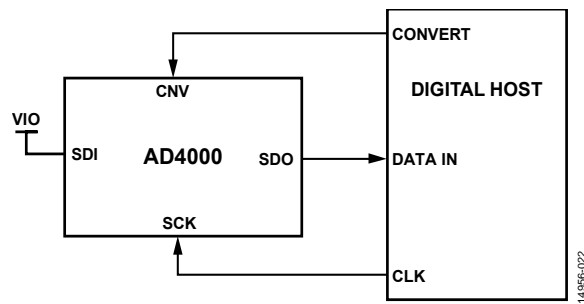 CONVERT
CNV
DIGITAL HOST
VIO
SDI
AD4000
SDO
DATA IN
SCK
CLK
14956-022